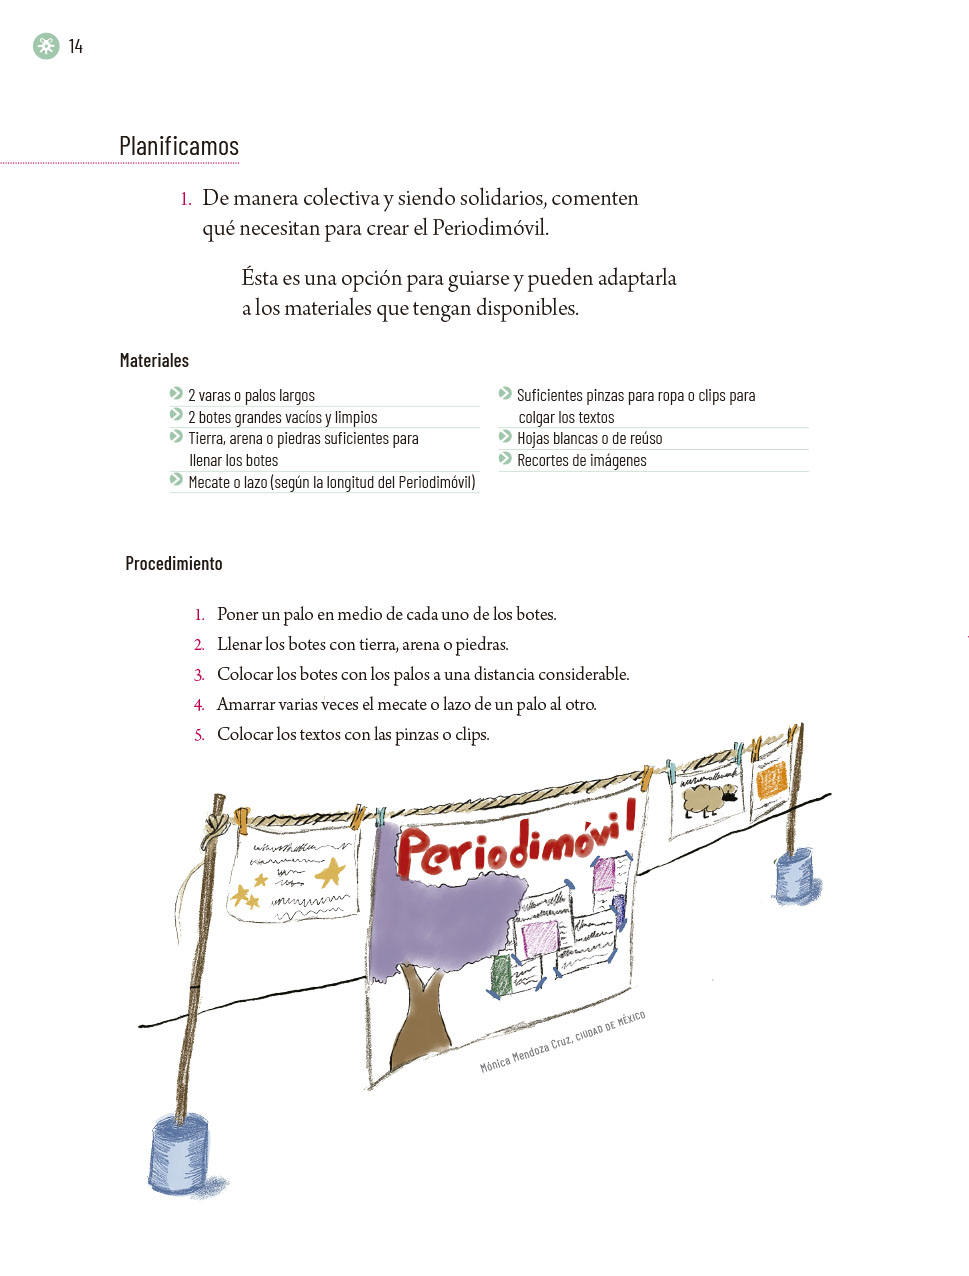 14
Planificamos
1. De manera colectiva y siendo solidarios, comenten
qué necesitan para crear el Periodimóvil.
Ésta es una opción para guiarse y pueden adaptarla
a los materiales que tengan disponibles.
Materiales
2 varas o palos largos
2 botes grandes vacíos y limpios
Tierra, arena o piedras suficientes para
llenar los botes
Mecate o lazo (según la longitud del Periodimóvil)
Suficientes pinzas para ropa o clips para
colgar los textos
Hojas blancas o de reúso
Recortes de imágenes
Procedimiento
1. Poner un palo en medio de cada uno de los botes.
2. Llenar los botes con tierra, arena o piedras.
3. Colocar los botes con los palos a una distancia considerable.
4. Amarrar varias veces el mecate o lazo de un palo al otro.
5. Colocar los textos con las pinzas o clips.
Periodimóvil
Mónica Mendoza Cruz, CIUDAD DE MÉXICO